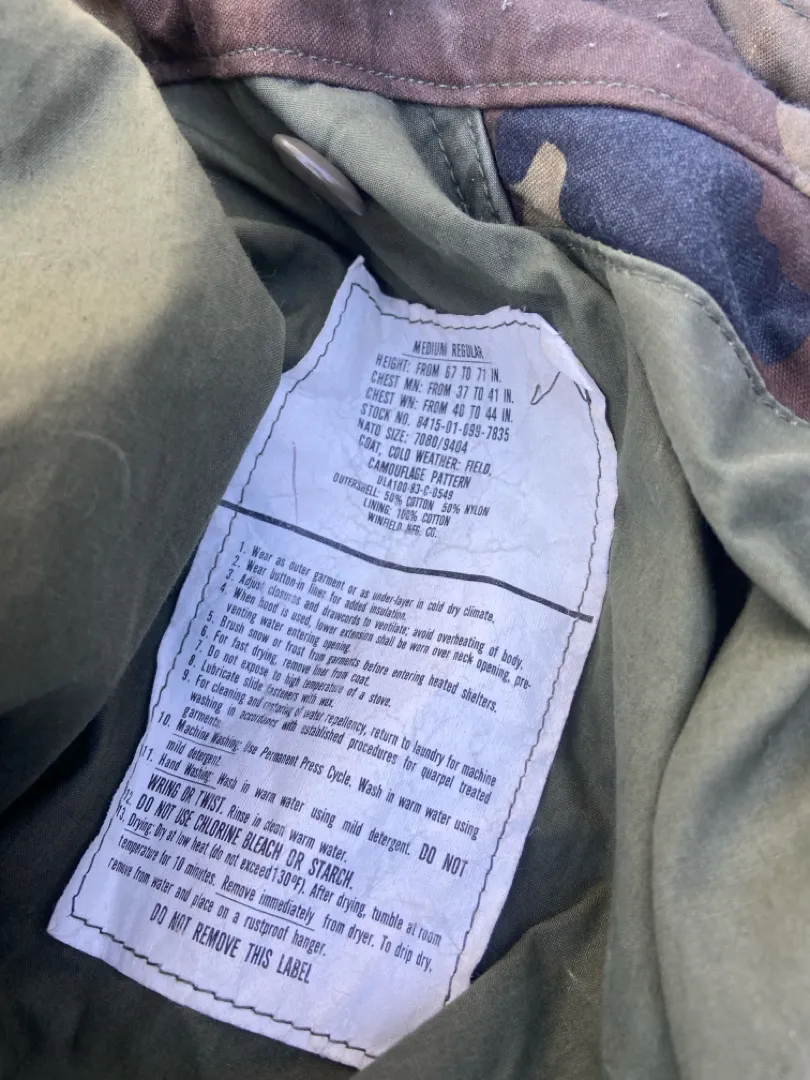 MEDIUM REGULAR
HEIGHT: FROM 67 TO 71 IN.
CHEST MN: FROM 37 TO 41 IN.
CHEST WN: FROM 40 TO 44 IN.
STOCK NO. 8415-01-099-7835
NATO SIZE: 7080/9404
COAT, COLD WEATHER: FIELD,
CAMOUFLAGE PATTERN
DLA100-83-C-0549
OUTERSHELL: 50% COTTON 50% NYLON
LINING: 100% COTTON
WINFIELD MFG. CO.
1. Wear as outer garment or as under-layer in cold dry climate.
2. Wear button-in liner for added insulation.
3. Adjust closures and drawcords to ventilate; avoid overheating of body.
4. When hood is used, lower extension shall be worn over neck opening, pre-
venting water entering opening.
5. Brush snow or frost from garments before entering heated shelters.
6. For fast drying, remove liner from coat.
7. Do not expose to high temperature of a stove.
8. Lubricate slide fasteners with wax.
9. For cleaning and restoring of water repellency, return to laundry for machine
washing in accordance with established procedures for quarpel treated
garments.
10. Machine Washing: Use Permanent Press Cycle. Wash in warm water using
mild detergent.
11. Hand Washing: Wash in warm water using mild detergent. DO NOT
WRING OR TWIST. Rinse in clean warm water.
12. DO NOT USE CHLORINE BLEACH OR STARCH.
13. Drying: Dry at low heat (do not exceed 130°F). After drying, tumble at room
temperature for 10 minutes. Remove immediately from dryer. To drip dry,
remove from water and place on a rustproof hanger.
DO NOT REMOVE THIS LABEL